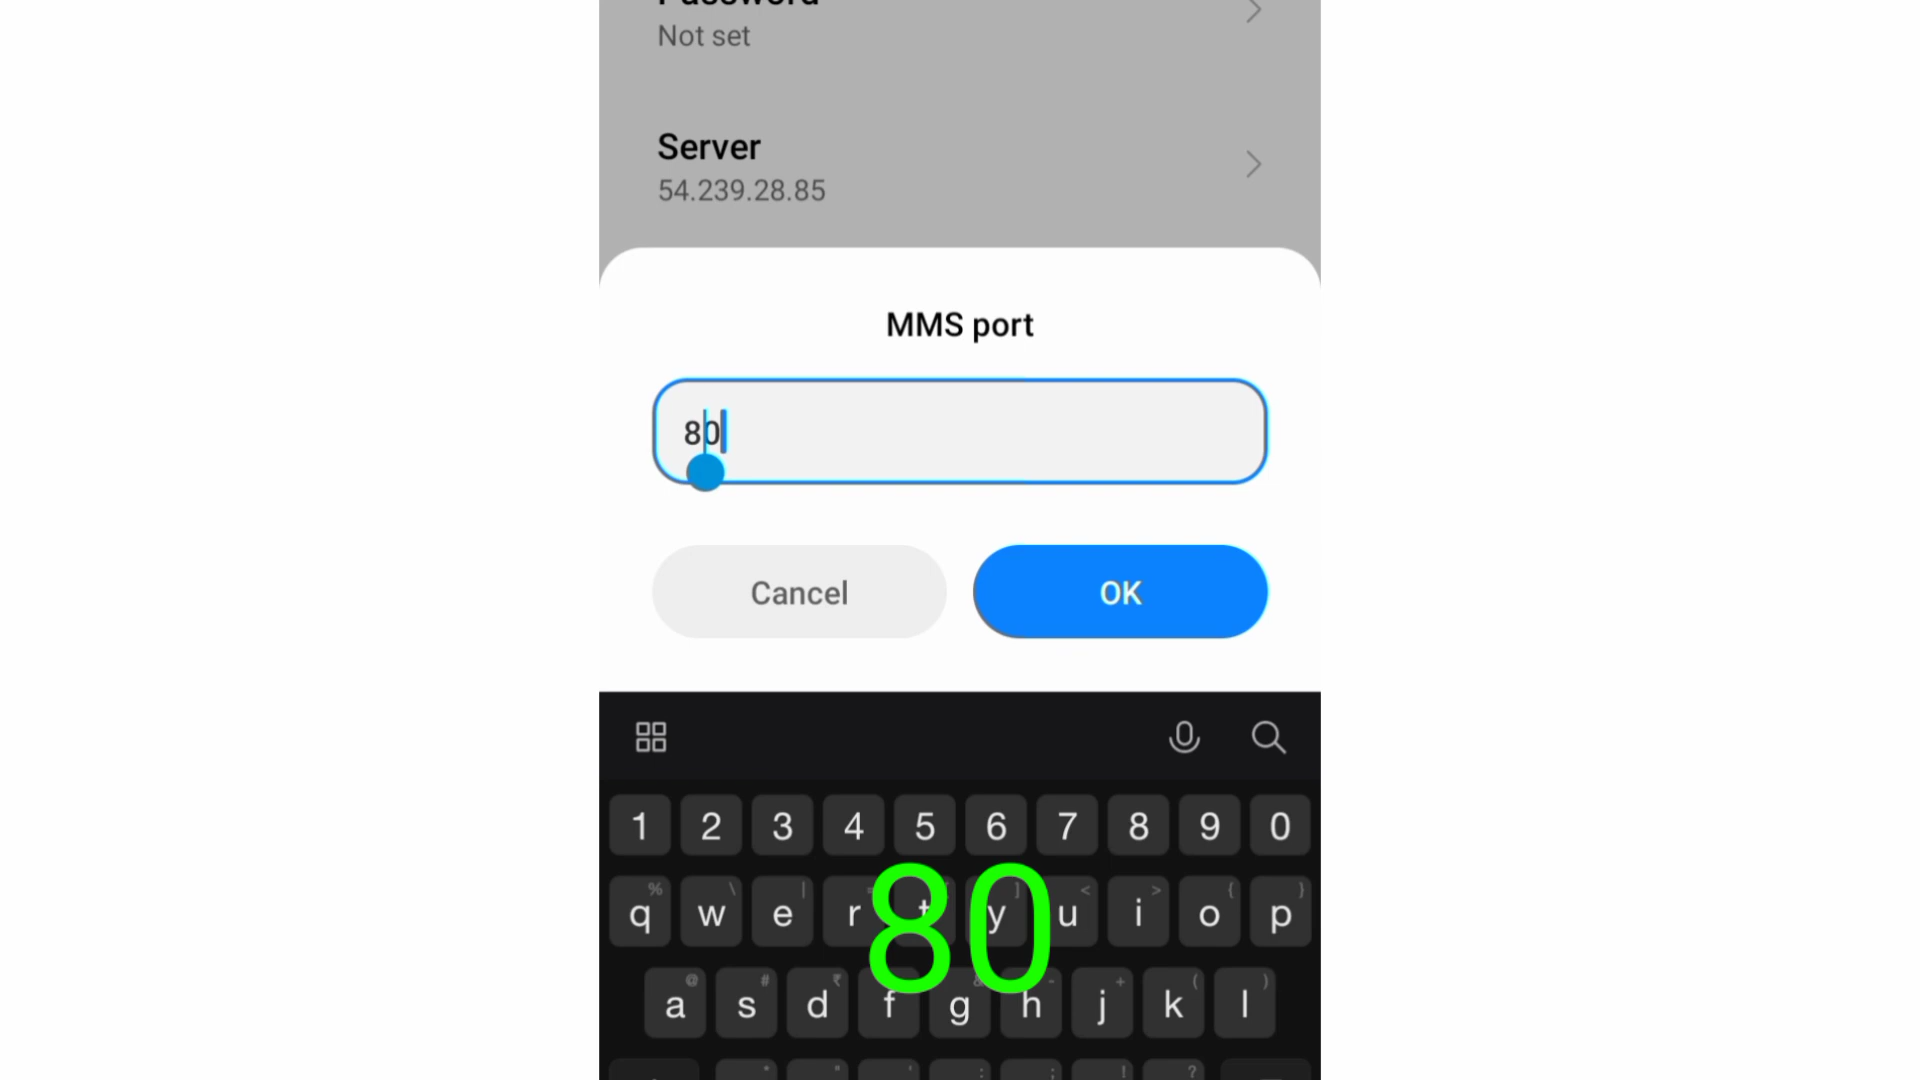 Password
Not set
Server
54.239.28.85
MMS port
80
Cancel
OK
1 2 3 4 5 6 7 8 9 0
% \ | = ] < > { }
q w e r t y u i o p
80
@ # ₹ - + ( )
a s d f g h j k l
* " ' : ; ! ?